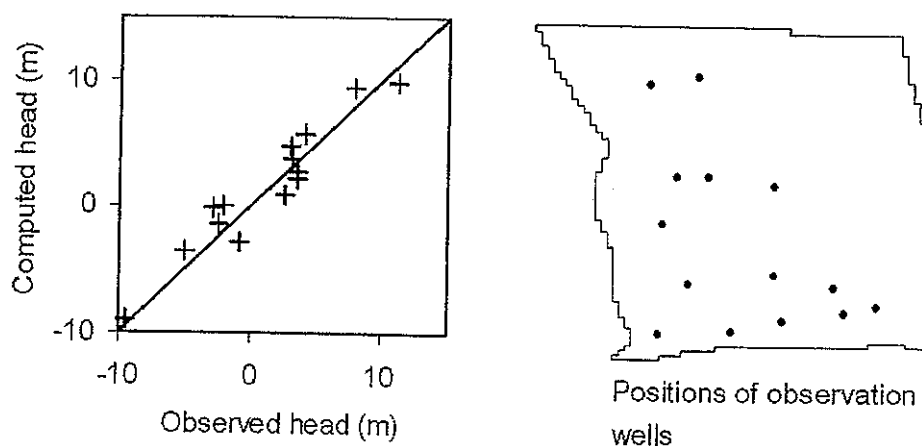 Computed head (m)
10
0
-10
-10
0
10
Observed head (m)
Positions of observation
wells